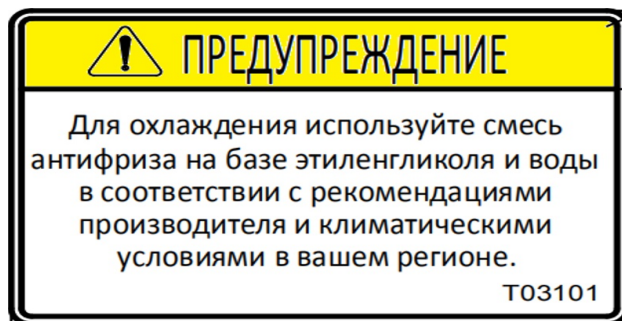 ПРЕДУПРЕЖДЕНИЕ
Для охлаждения используйте смесь
антифриза на базе этиленгликоля и воды
в соответствии с рекомендациями
производителя и климатическими
условиями в вашем регионе.
T03101